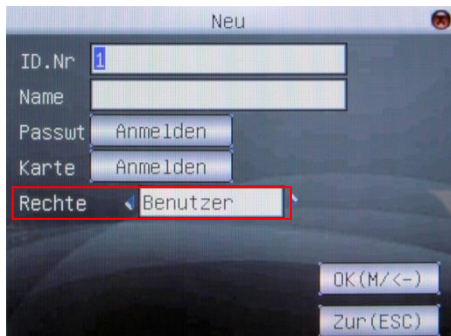 Neu
ID.Nr 1
Name
Passwt Anmelden
Karte Anmelden
Rechte Benutzer
OK(M/<-)
Zur(ESC)